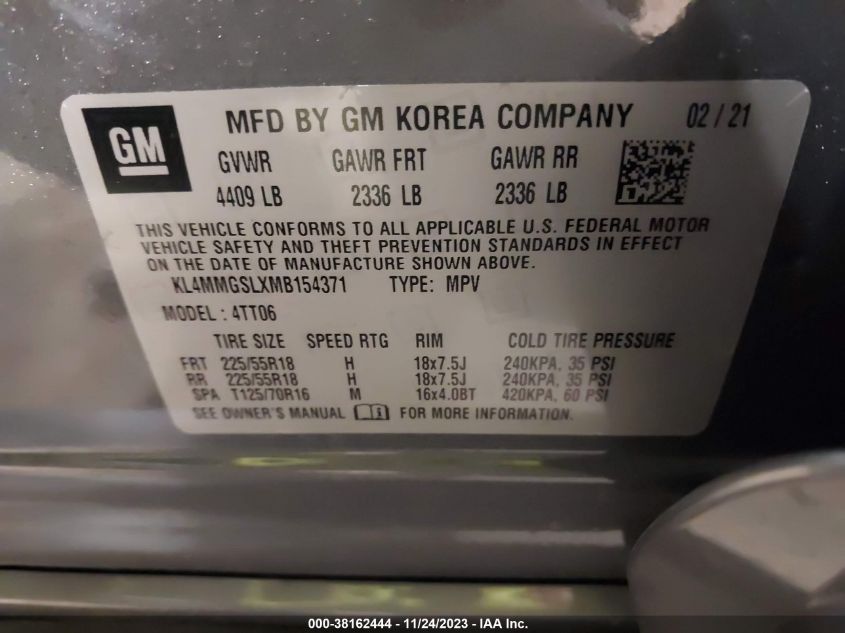 GM
MFD BY GM KOREA COMPANY 02 / 21
GVWR GAWR FRT GAWR RR
4409 LB 2336 LB 2336 LB
THIS VEHICLE CONFORMS TO ALL APPLICABLE U.S. FEDERAL MOTOR
VEHICLE SAFETY AND THEFT PREVENTION STANDARDS IN EFFECT
ON THE DATE OF MANUFACTURE SHOWN ABOVE.
KL4MMGSLXMB154371 TYPE: MPV
MODEL : 4TT06
TIRE SIZE SPEED RTG RIM COLD TIRE PRESSURE
FRT 225/55R18 H 18x7.5J 240KPA, 35 PSI
RR 225/55R18 H 18x7.5J 240KPA, 35 PSI
SPA T125/70R16 M 16x4.0BT 420KPA, 60 PSI
SEE OWNER'S MANUAL FOR MORE INFORMATION.
000-38162444 - 11/24/2023 - IAA Inc.